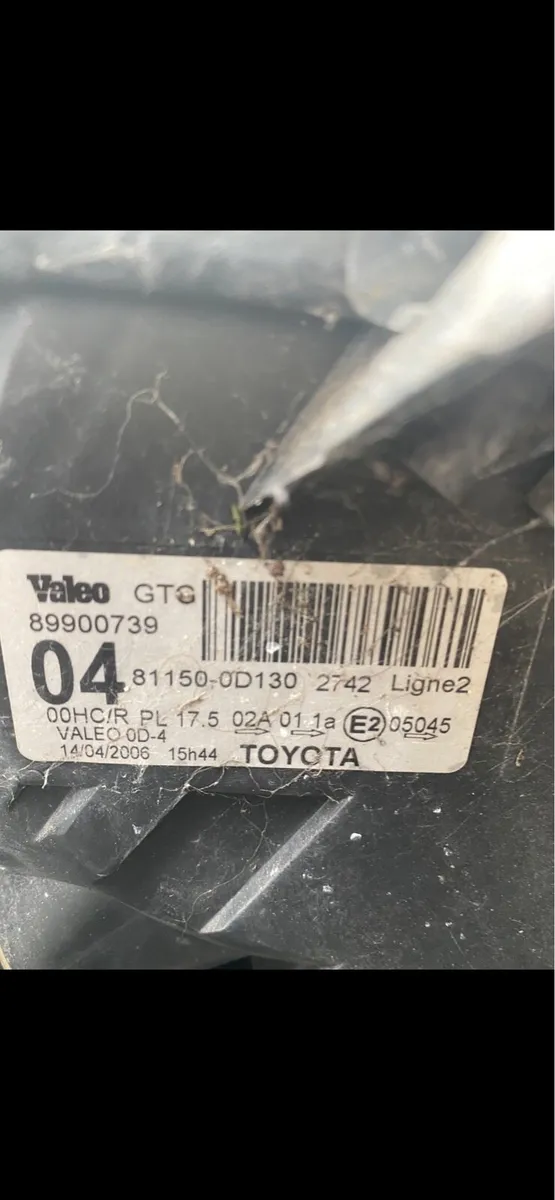 Valeo GTG
89900739
04 81150-0D130 2742 Ligne2
00HC/R PL 17.5 02A 01 1a E2 05045
VALEO 0D-4
14/04/2006 15h44 TOYOTA